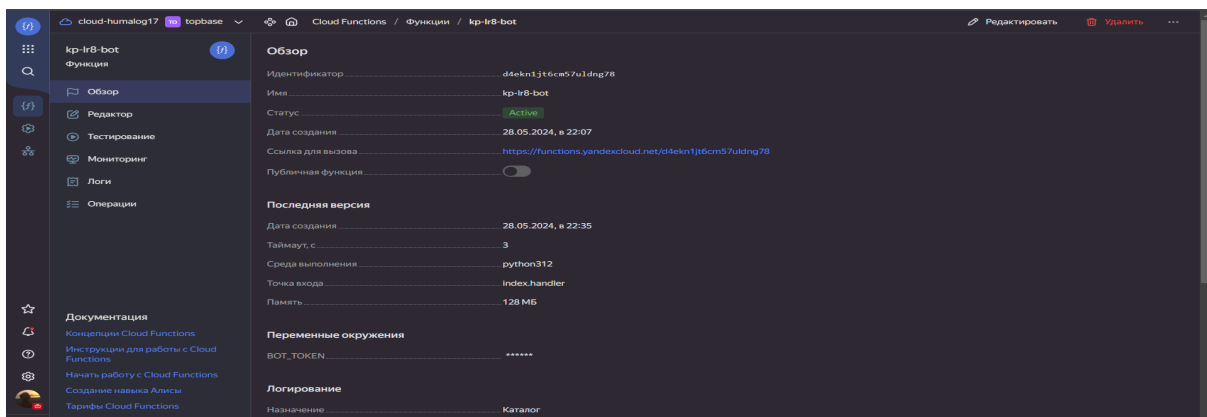 cloud-humalog17 TO topbase Cloud Functions / Функции / kp-lr8-bot Редактировать Удалить
kp-lr8-bot
Функция
Обзор
Редактор
Тестирование
Мониторинг
Логи
Операции
Документация
Концепции Cloud Functions
Инструкции для работы с Cloud
Functions
Начать работу с Cloud Functions
Создание навыка Алисы
Тарифы Cloud Functions
Обзор
Идентификатор d4ekn1jt6cm57uldng78
Имя kp-lr8-bot
Статус Active
Дата создания 28.05.2024, в 22:07
Ссылка для вызова https://functions.yandexcloud.net/d4ekn1jt6cm57uldng78
Публичная функция
Последняя версия
Дата создания 28.05.2024, в 22:35
Таймаут, с 3
Среда выполнения python312
Точка входа index.handler
Память 128 МБ
Переменные окружения
BOT_TOKEN ******
Логирование
Назначение Каталог